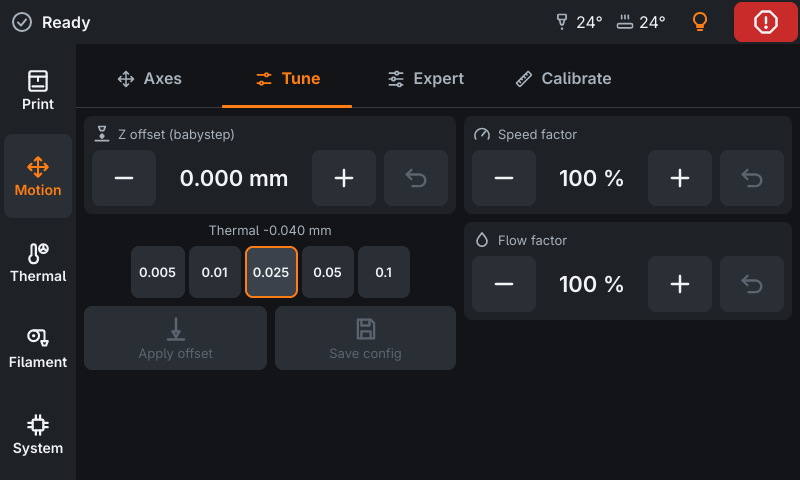 Ready
24°
24°
Print
Motion
Thermal
Filament
System
Axes
Tune
Expert
Calibrate
Z offset (babystep)
0.000 mm
Thermal -0.040 mm
0.005
0.01
0.025
0.05
0.1
Apply offset
Save config
Speed factor
100 %
Flow factor
100 %